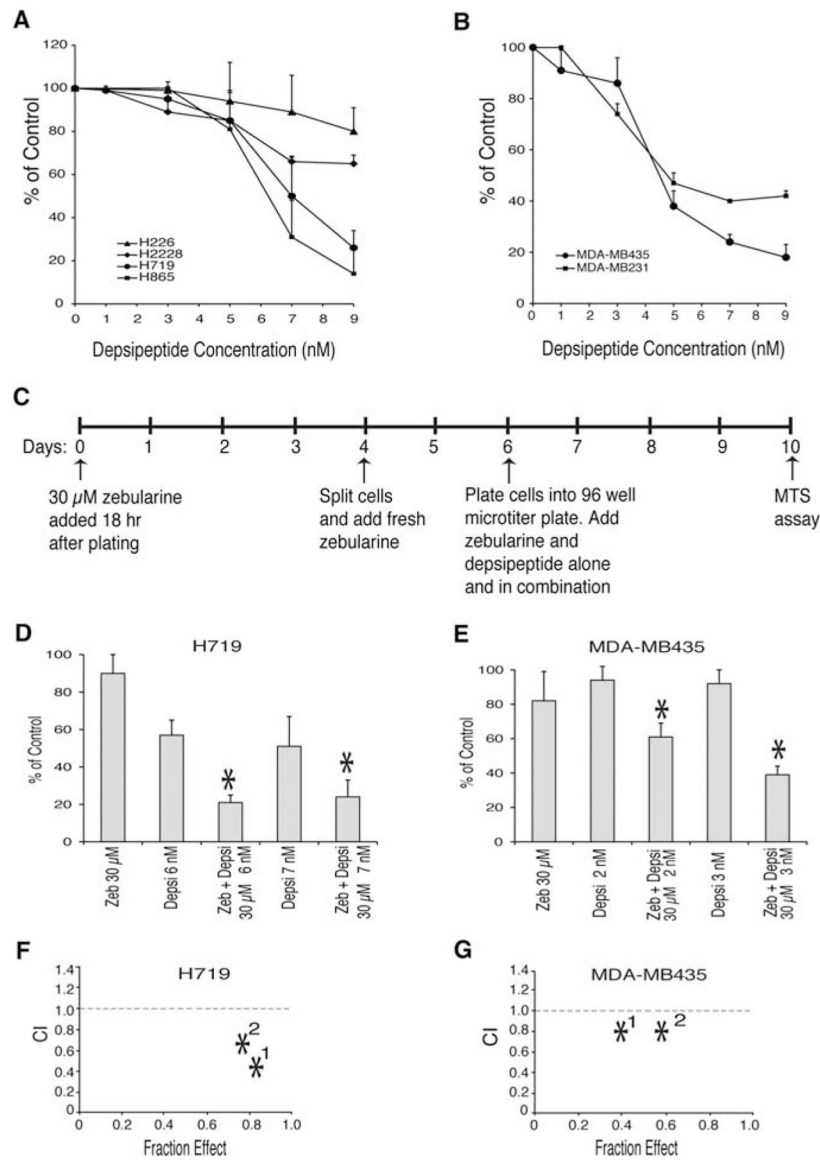 A
120
100
80
60
40
20
0
% of Control
H226
H2228
H719
H865
0 1 2 3 4 5 6 7 8 9
Depsipeptide Concentration (nM)
B
100
80
60
40
20
0
% of Control
MDA-MB435
MDA-MB231
0 1 2 3 4 5 6 7 8 9
Depsipeptide Concentration (nM)
C
Days: 0 1 2 3 4 5 6 7 8 9 10
30 µM zebularine
added 18 hr
after plating
Split cells
and add fresh
zebularine
Plate cells into 96 well
microtiter plate. Add
zebularine and
depsipeptide alone
and in combination
MTS
assay
D
H719
100
80
60
40
20
0
% of Control
*
*
Zeb 30 µM
Depsi 6 nM
Zeb + Depsi
30 µM 6 nM
Depsi 7 nM
Zeb + Depsi
30 µM 7 nM
E
MDA-MB435
100
80
60
40
20
0
% of Control
*
*
Zeb 30 µM
Depsi 2 nM
Zeb + Depsi
30 µM 2 nM
Depsi 3 nM
Zeb + Depsi
30 µM 3 nM
F
H719
1.4
1.2
1.0
0.8
0.6
0.4
0.2
0
CI
*2
*1
0 0.2 0.4 0.6 0.8 1.0
Fraction Effect
G
MDA-MB435
1.4
1.2
1.0
0.8
0.6
0.4
0.2
0
CI
*1 *2
0 0.2 0.4 0.6 0.8 1.0
Fraction Effect